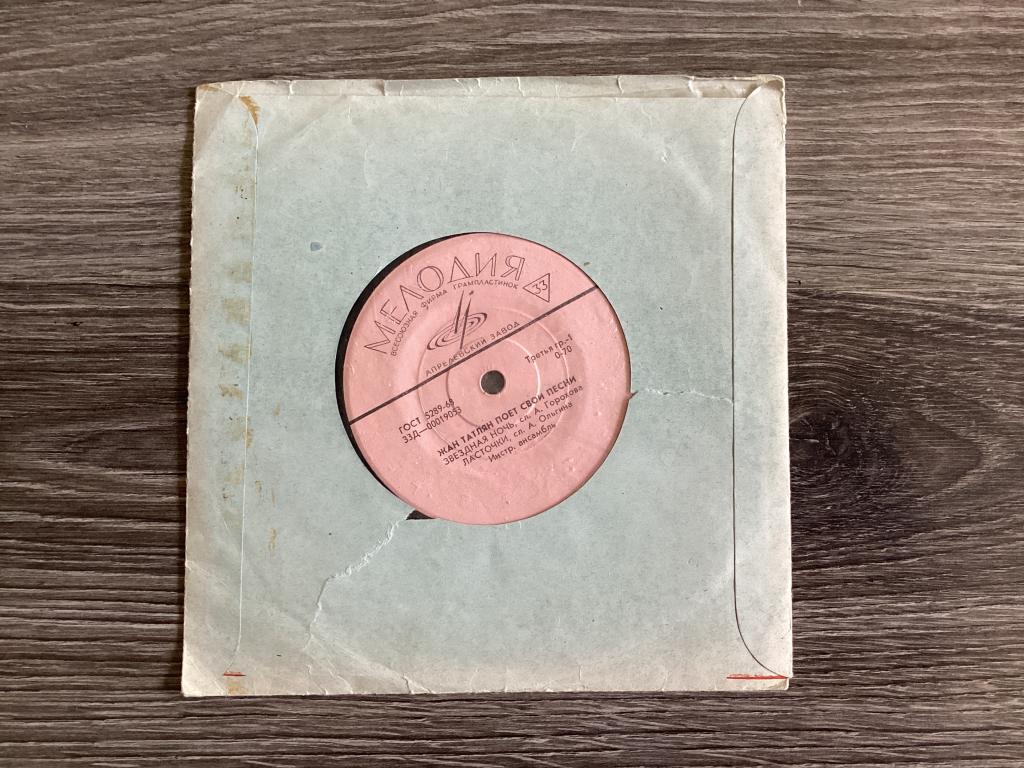 МЕЛОДИЯ
ВСЕСОЮЗНАЯ ФИРМА ГРАМПЛАСТИНОК
33
АПРЕЛЕВСКИЙ ЗАВОД
Третья гр.—1
0-70
ГОСТ 5289-68
33Д—00019053
ЖАН ТАТЛЯН ПОЕТ СВОИ ПЕСНИ
ЗВЕЗДНАЯ НОЧЬ, сл. А. Горохова
ЛАСТОЧКИ, сл. А. Ольгина
Инстр. ансамбль